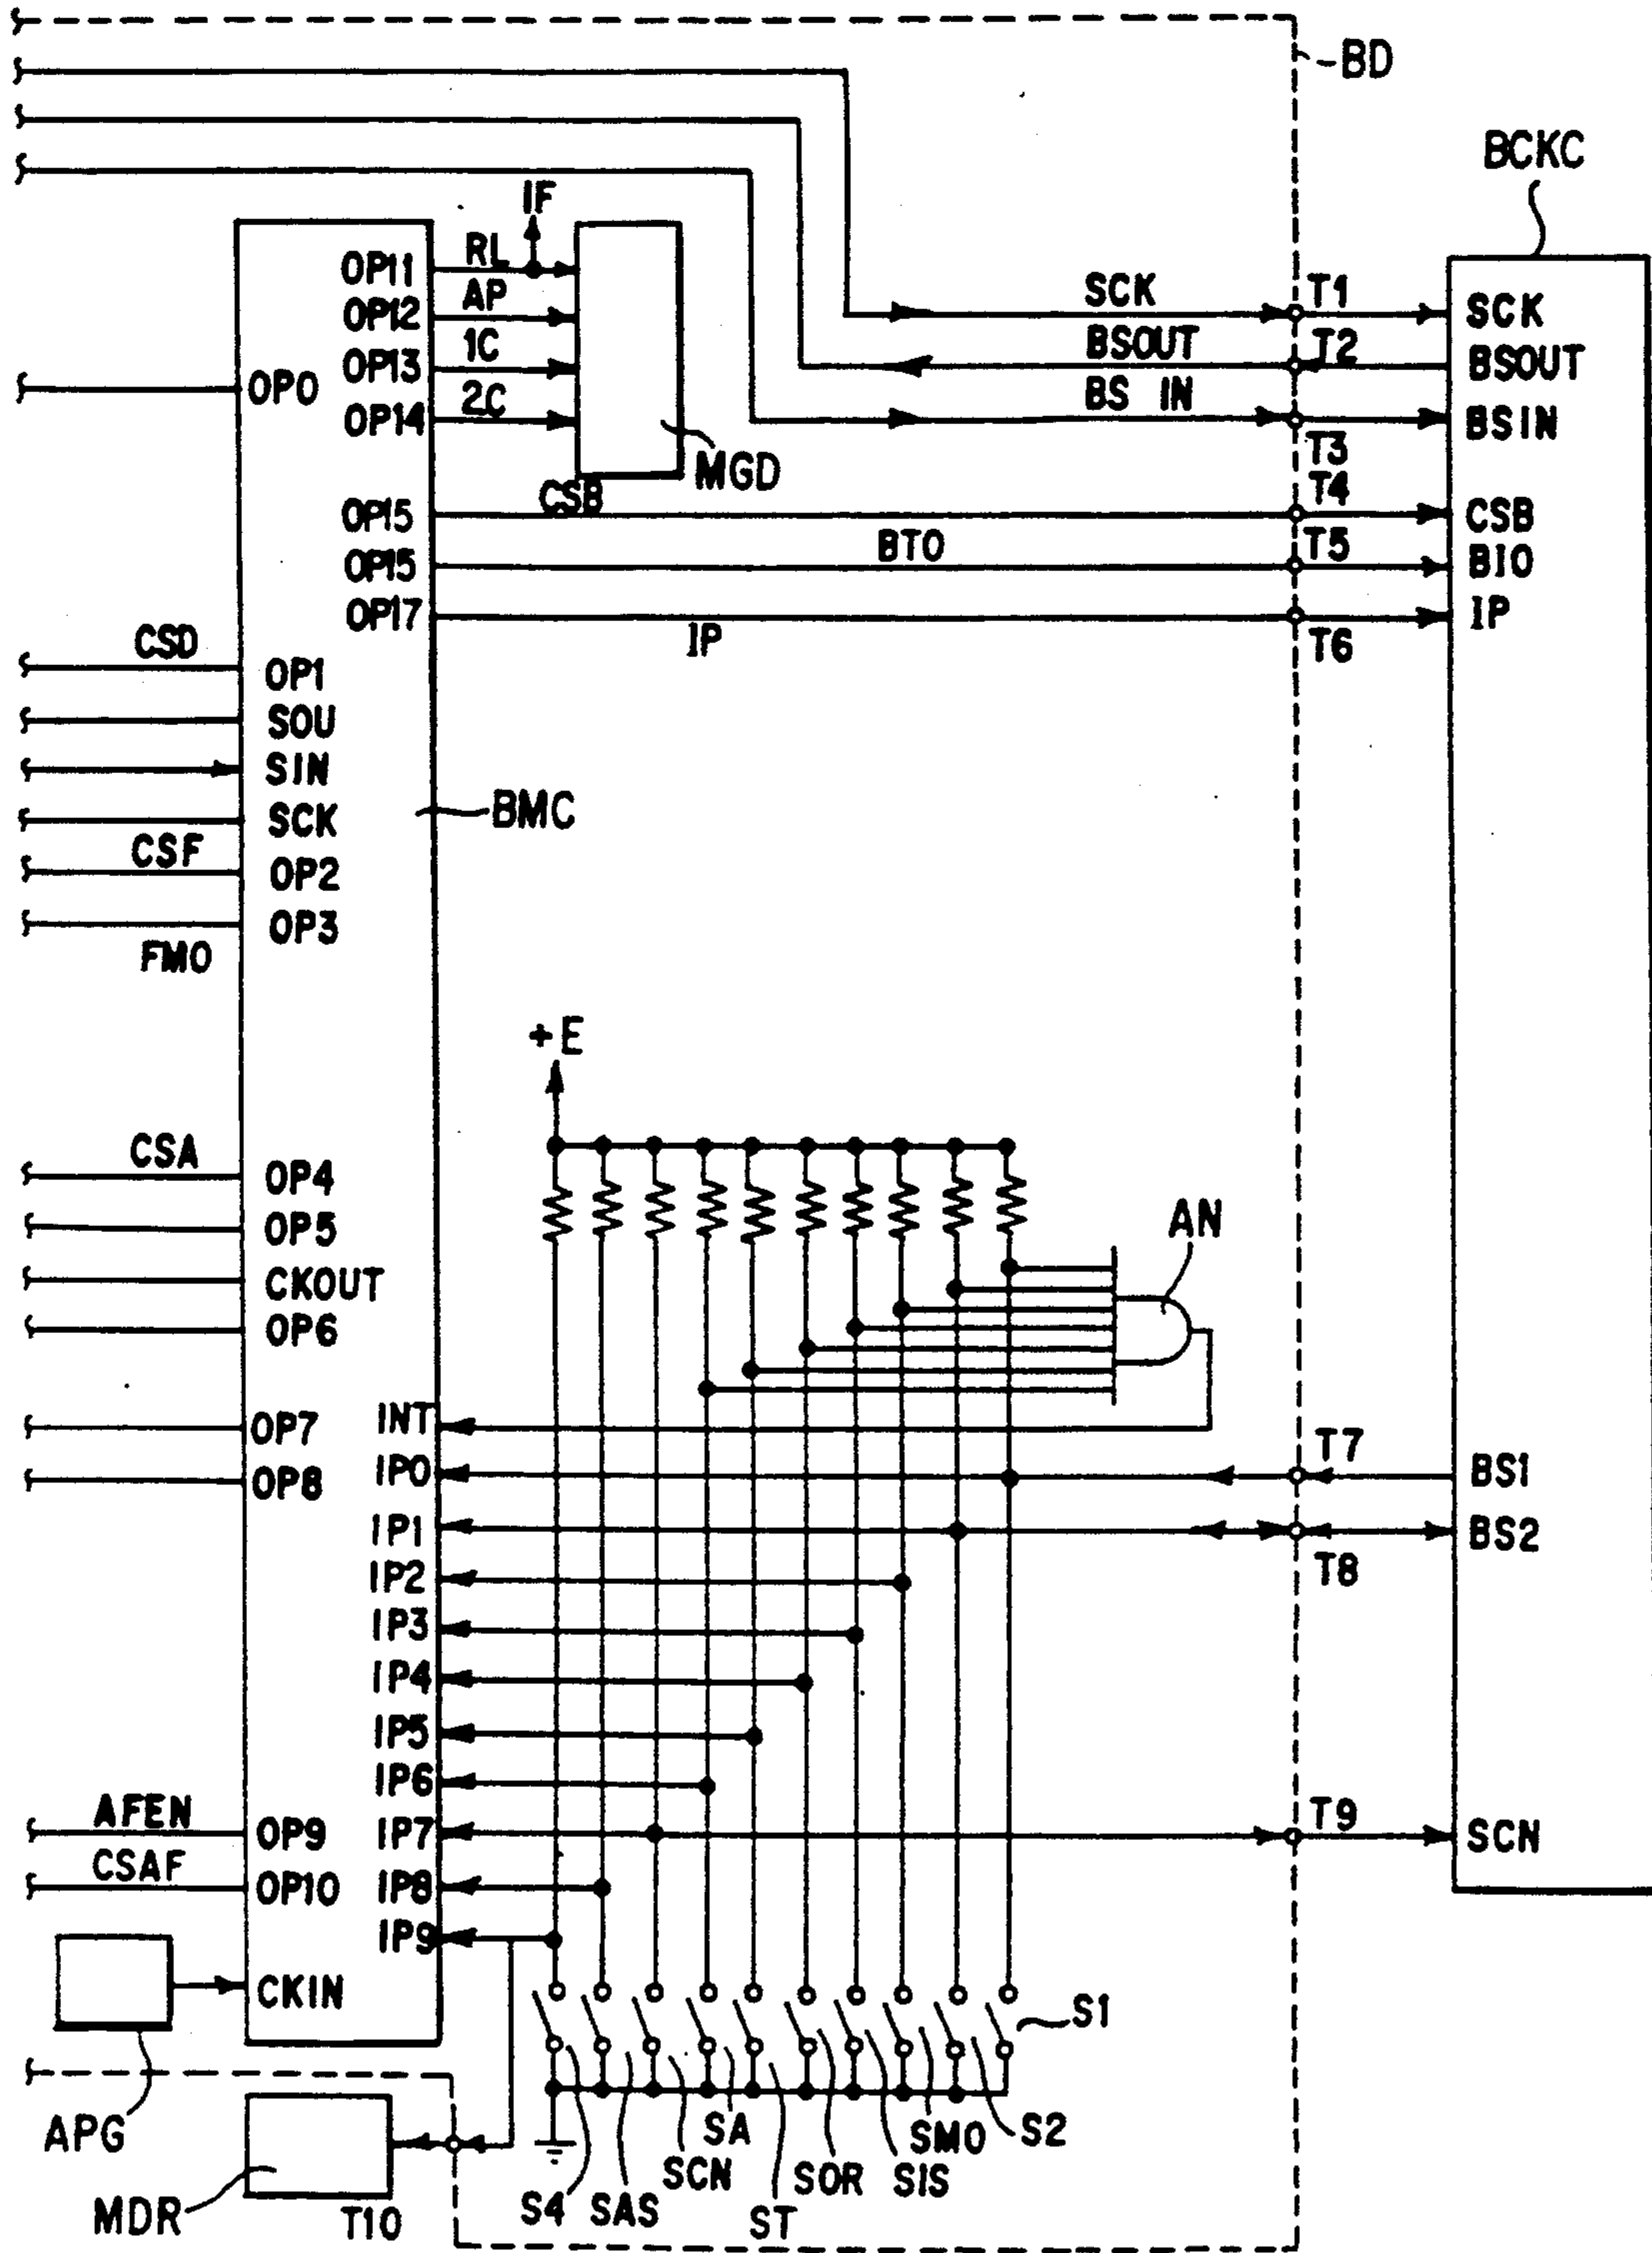 BD
BCKC
IF
RL
OP11
AP
OP12
1C
OP13
2C
OP14
OP0
MGD
SCK
T1
SCK
BSOUT
T2
BSOUT
BS IN
T3
BSIN
CSB
OP15
T4
CSB
BTO
OP15
T5
BIO
OP17
IP
T6
IP
CSD
OP1
SOU
SIN
SCK
BMC
CSF
OP2
OP3
FMO
+E
CSA
OP4
OP5
CKOUT
OP6
AN
OP7
INT
OP8
IP0
T7
BS1
IP1
T8
BS2
IP2
IP3
IP4
IP5
IP6
AFEN
OP9
IP7
T9
SCN
CSAF
OP10
IP8
IP9
CKIN
S1
APG
SA
SMO
S2
SCN
SOR
SIS
MDR
T10
S4
SAS
ST